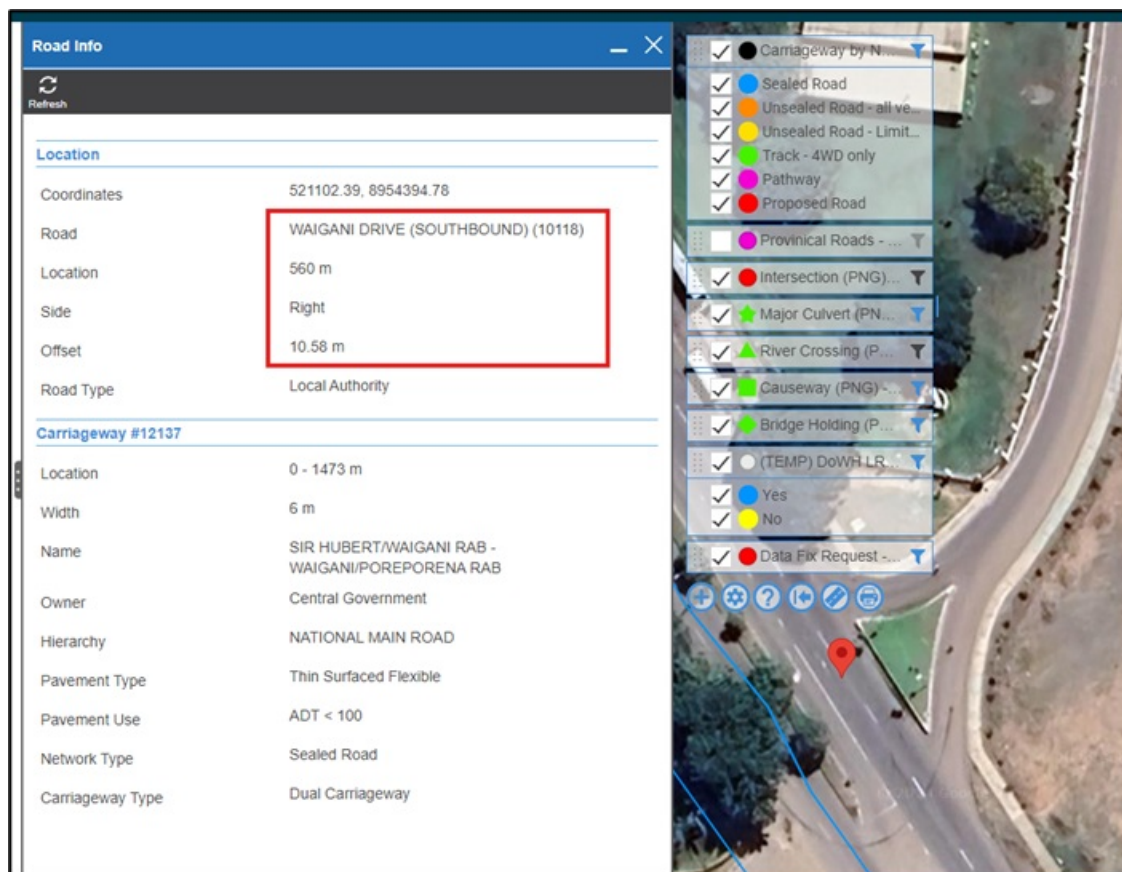 Road Info
Refresh
Location
Coordinates 521102.39, 8954394.78
Road WAIGANI DRIVE (SOUTHBOUND) (10118)
Location 560 m
Side Right
Offset 10.58 m
Road Type Local Authority
Carriageway #12137
Location 0 - 1473 m
Width 6 m
Name SIR HUBERT/WAIGANI RAB -
WAIGANI/POREPORENA RAB
Owner Central Government
Hierarchy NATIONAL MAIN ROAD
Pavement Type Thin Surfaced Flexible
Pavement Use ADT < 100
Network Type Sealed Road
Carriageway Type Dual Carriageway
Carriageway by N...
Sealed Road
Unsealed Road - all ve...
Unsealed Road - Limit...
Track - 4WD only
Pathway
Proposed Road
Provinical Roads - ...
Intersection (PNG)...
Major Culvert (PN...
River Crossing (P...
Causeway (PNG) -...
Bridge Holding (P...
(TEMP) DoWH LR...
Yes
No
Data Fix Request -...